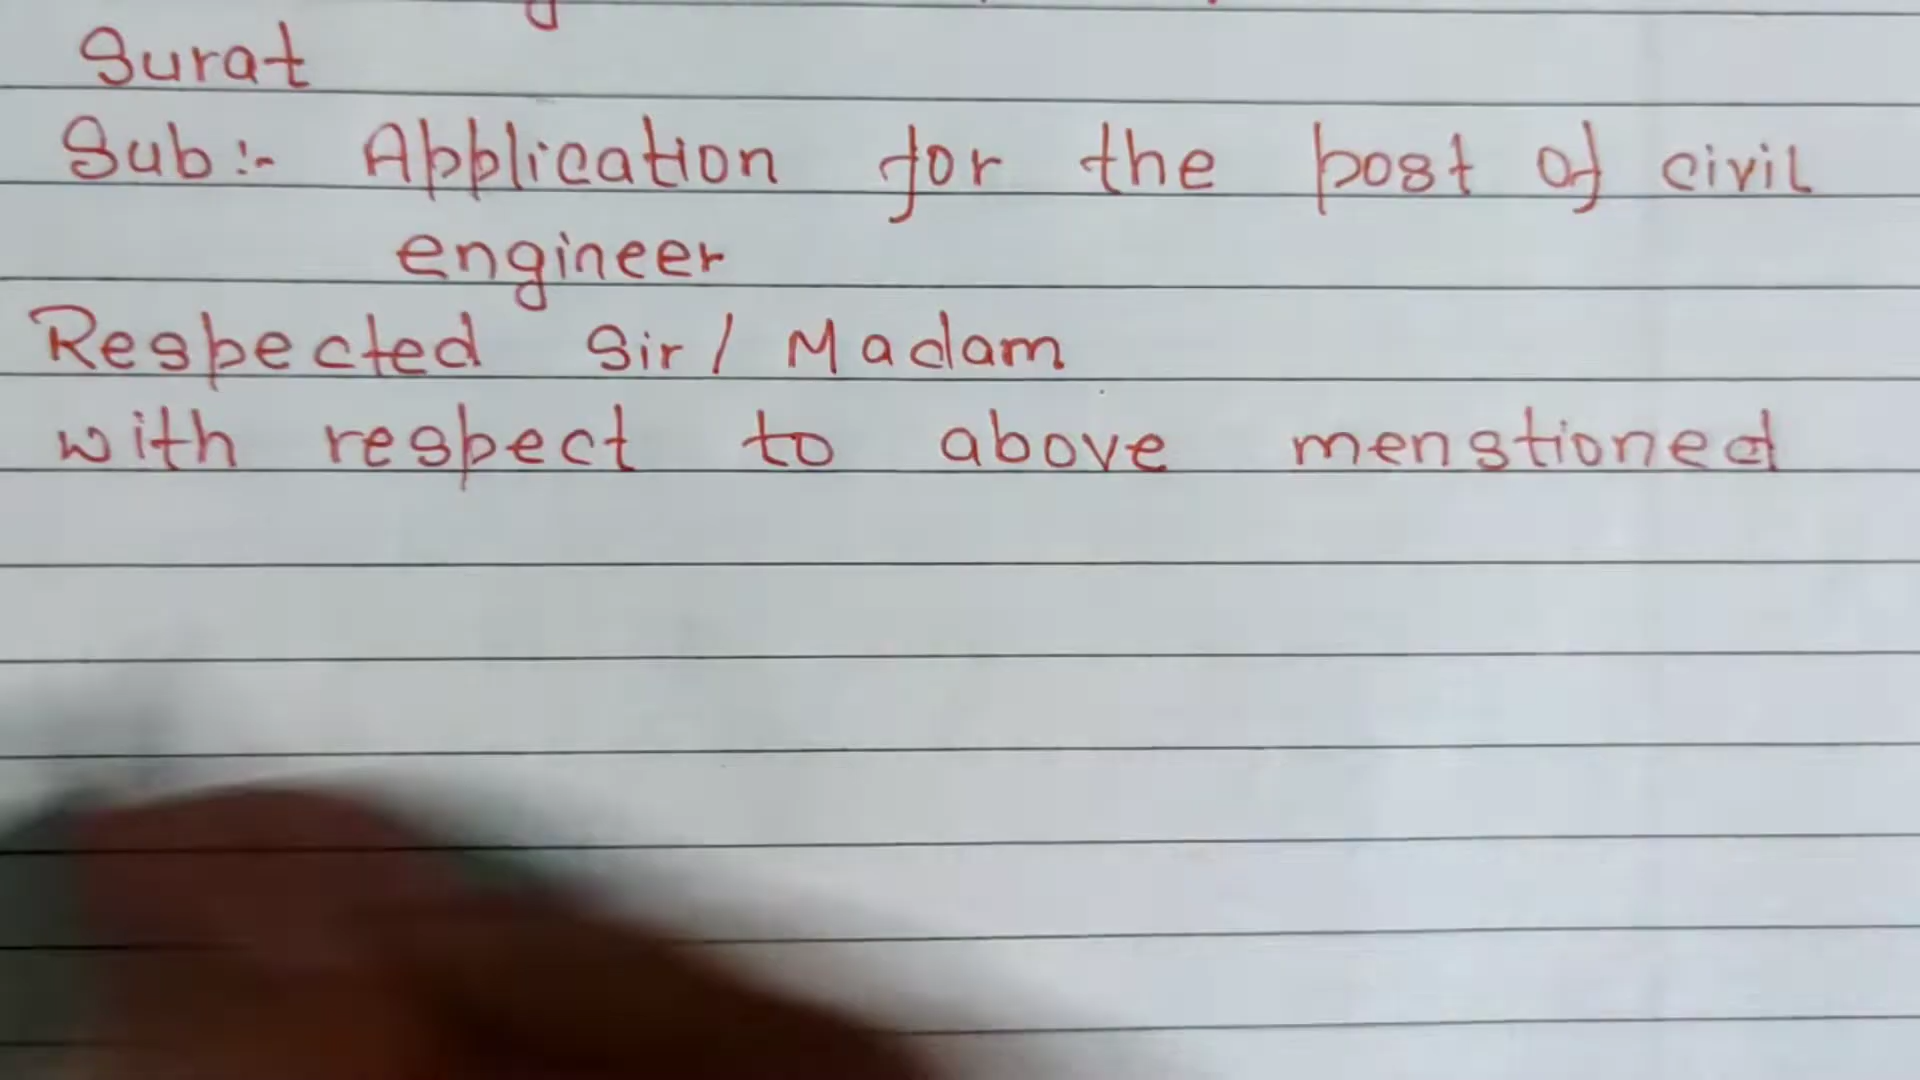 Surat
Sub:- Application for the post of civil
engineer
Respected Sir/ Madam
with respect to above menstioned